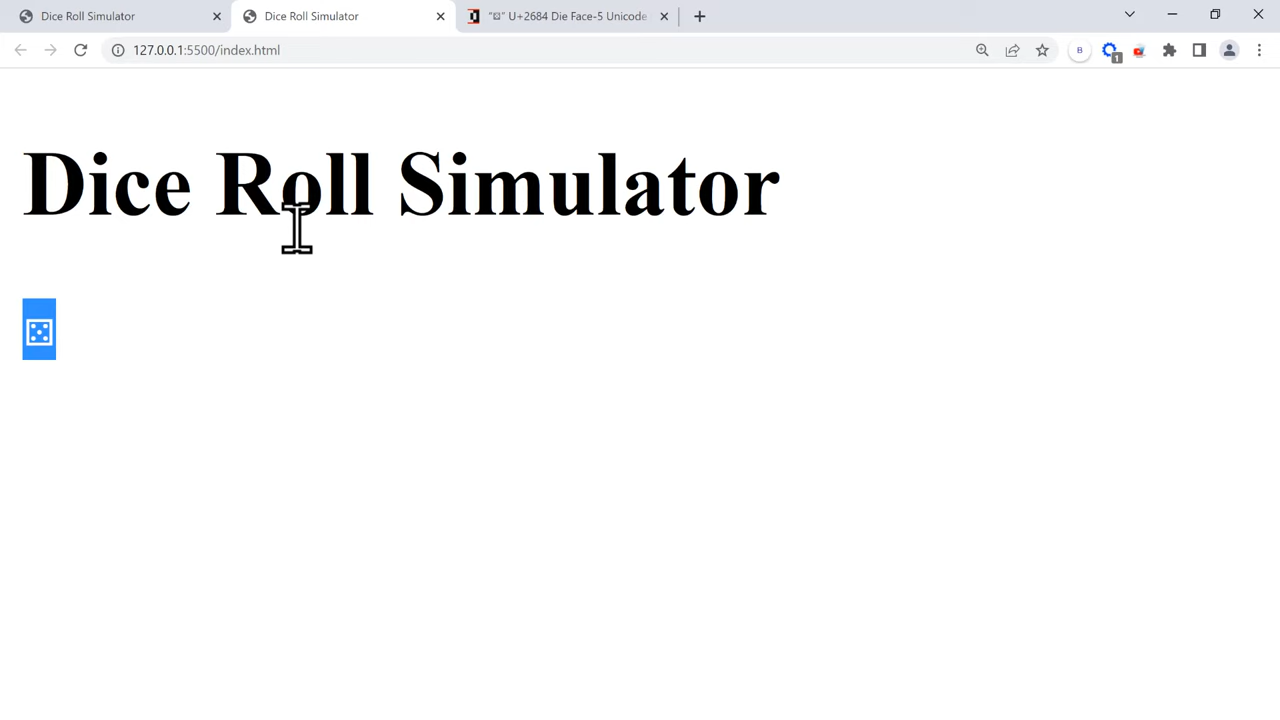 Dice Roll Simulator
Dice Roll Simulator
"⚄" U+2684 Die Face-5 Unicode
127.0.0.1:5500/index.html
B
1
Dice Roll Simulator
⚄